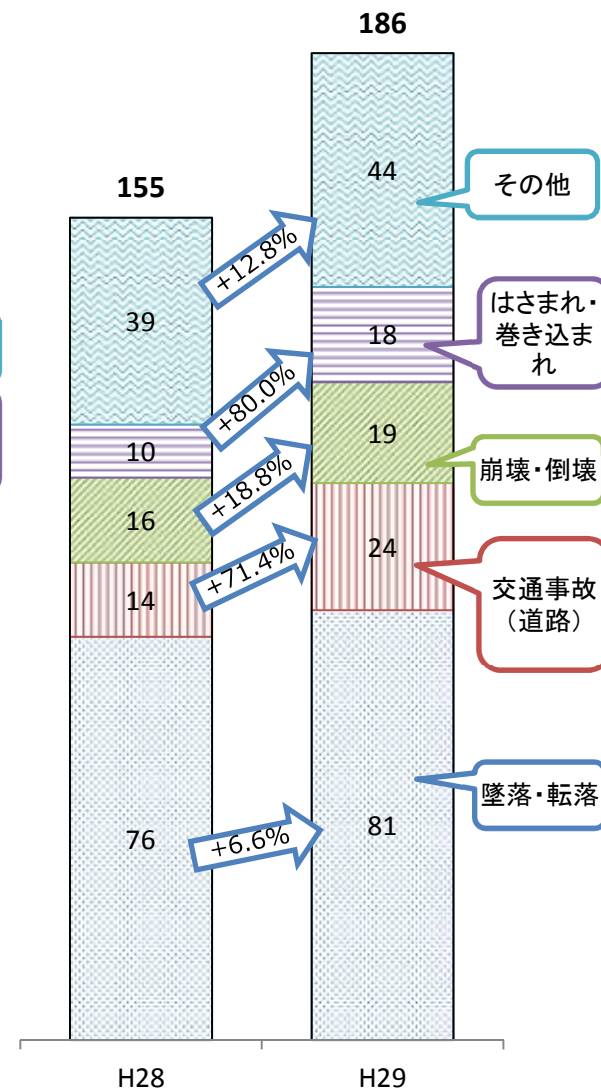 186
155
44
その他
+12.8%
39
はさまれ・
巻き込ま
れ
18
+80.0%
10
19
崩壊・倒壊
+18.8%
16
24
交通事故
（道路）
+71.4%
14
墜落・転落
76
+6.6%
81
H28
H29